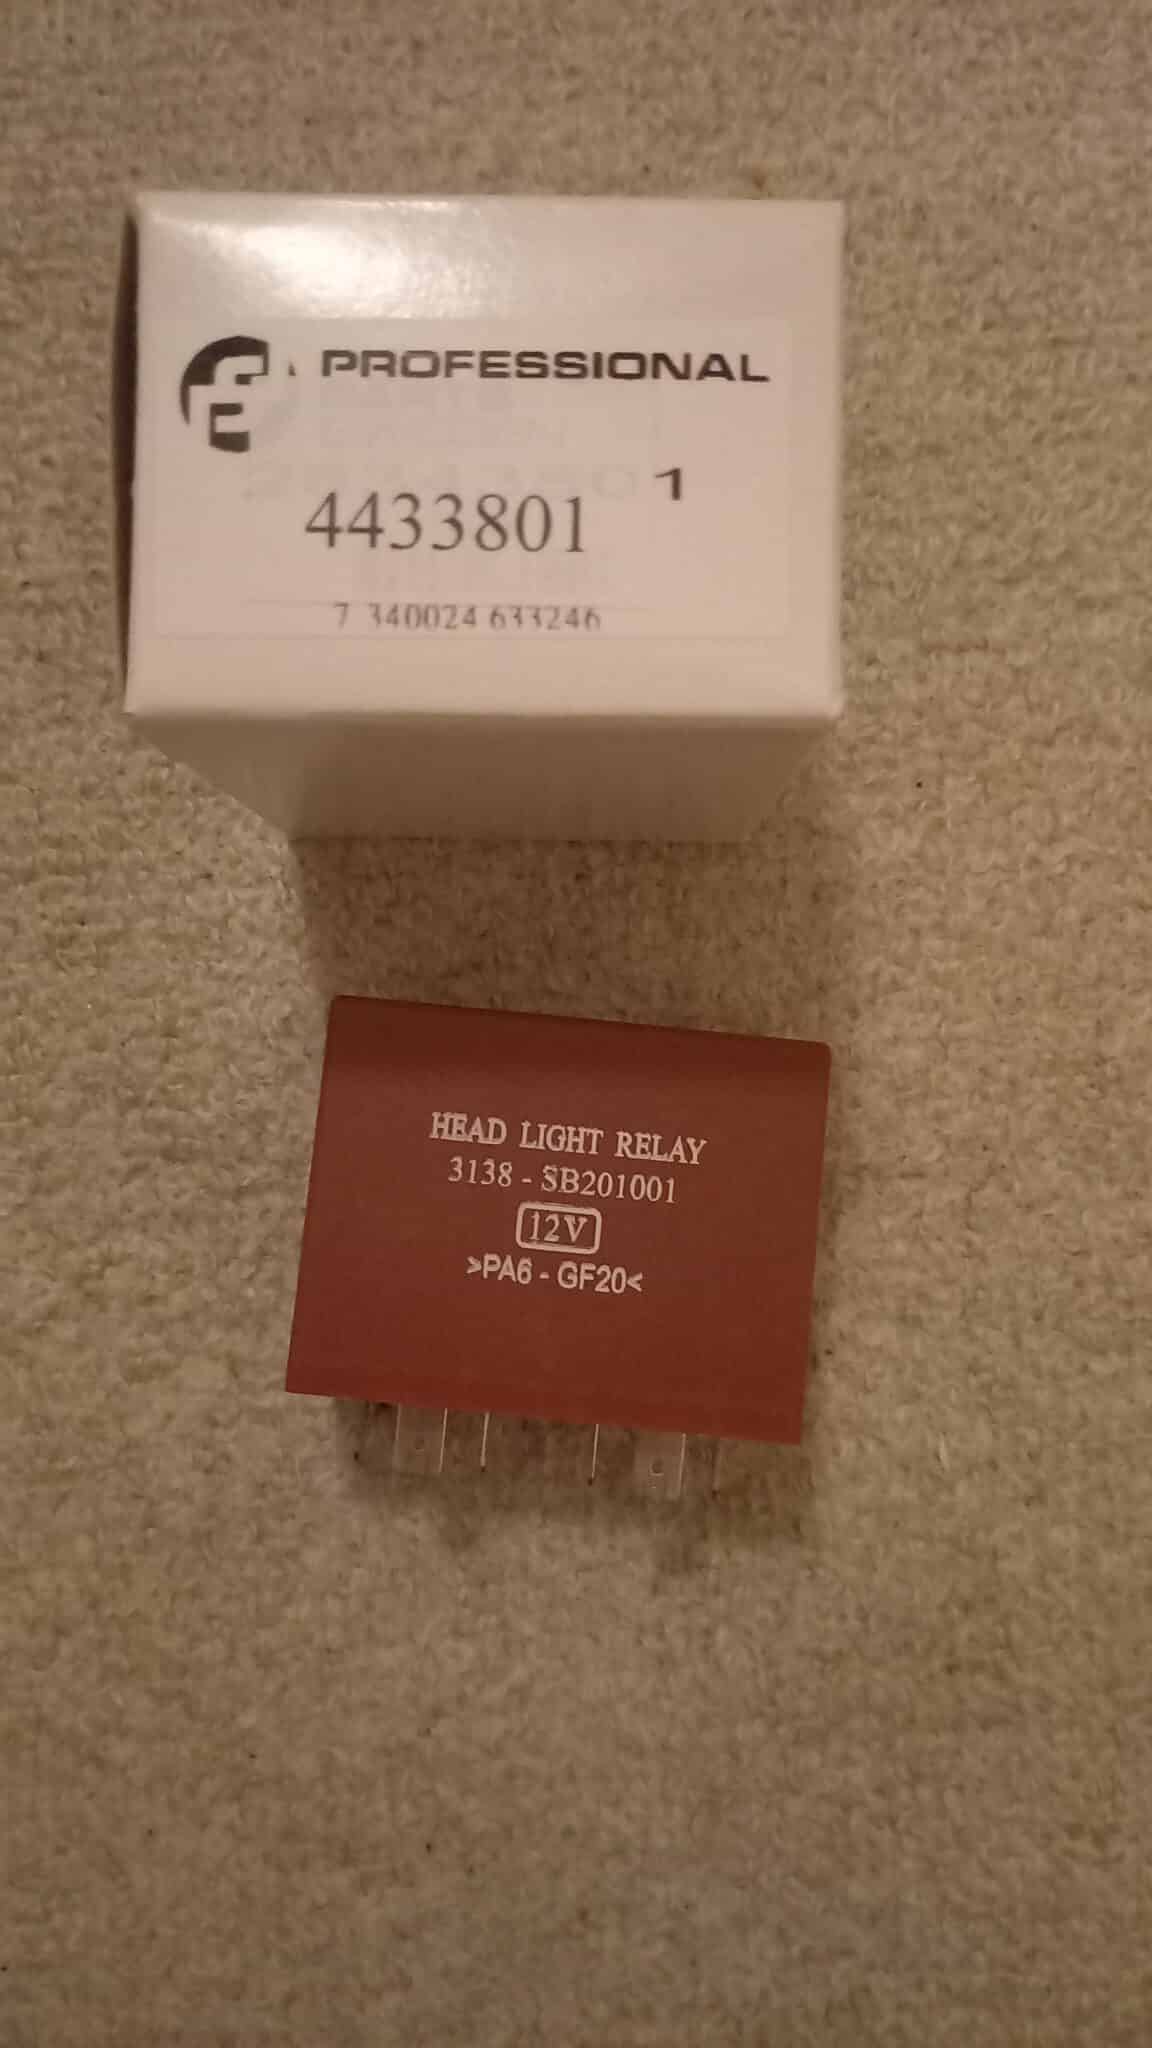 PROFESSIONAL
1
4433801
7 340024 633246
HEAD LIGHT RELAY
3138 - SB201001
12V
>PA6 - GF20<